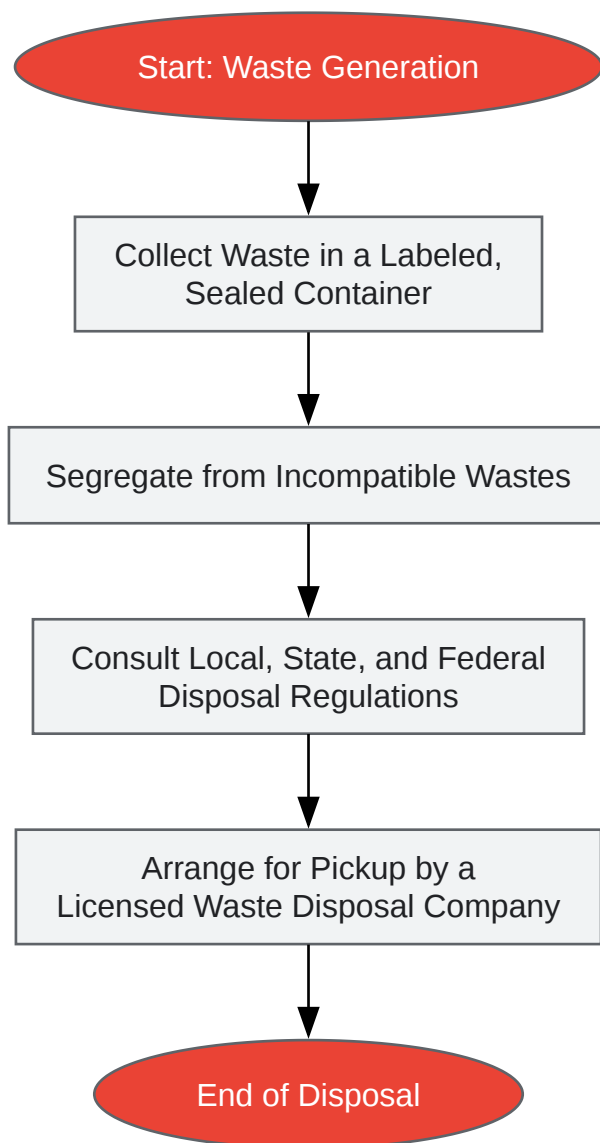 Start: Waste Generation
Collect Waste in a Labeled,
Sealed Container
Segregate from Incompatible Wastes
Consult Local, State, and Federal
Disposal Regulations
Arrange for Pickup by a
Licensed Waste Disposal Company
End of Disposal